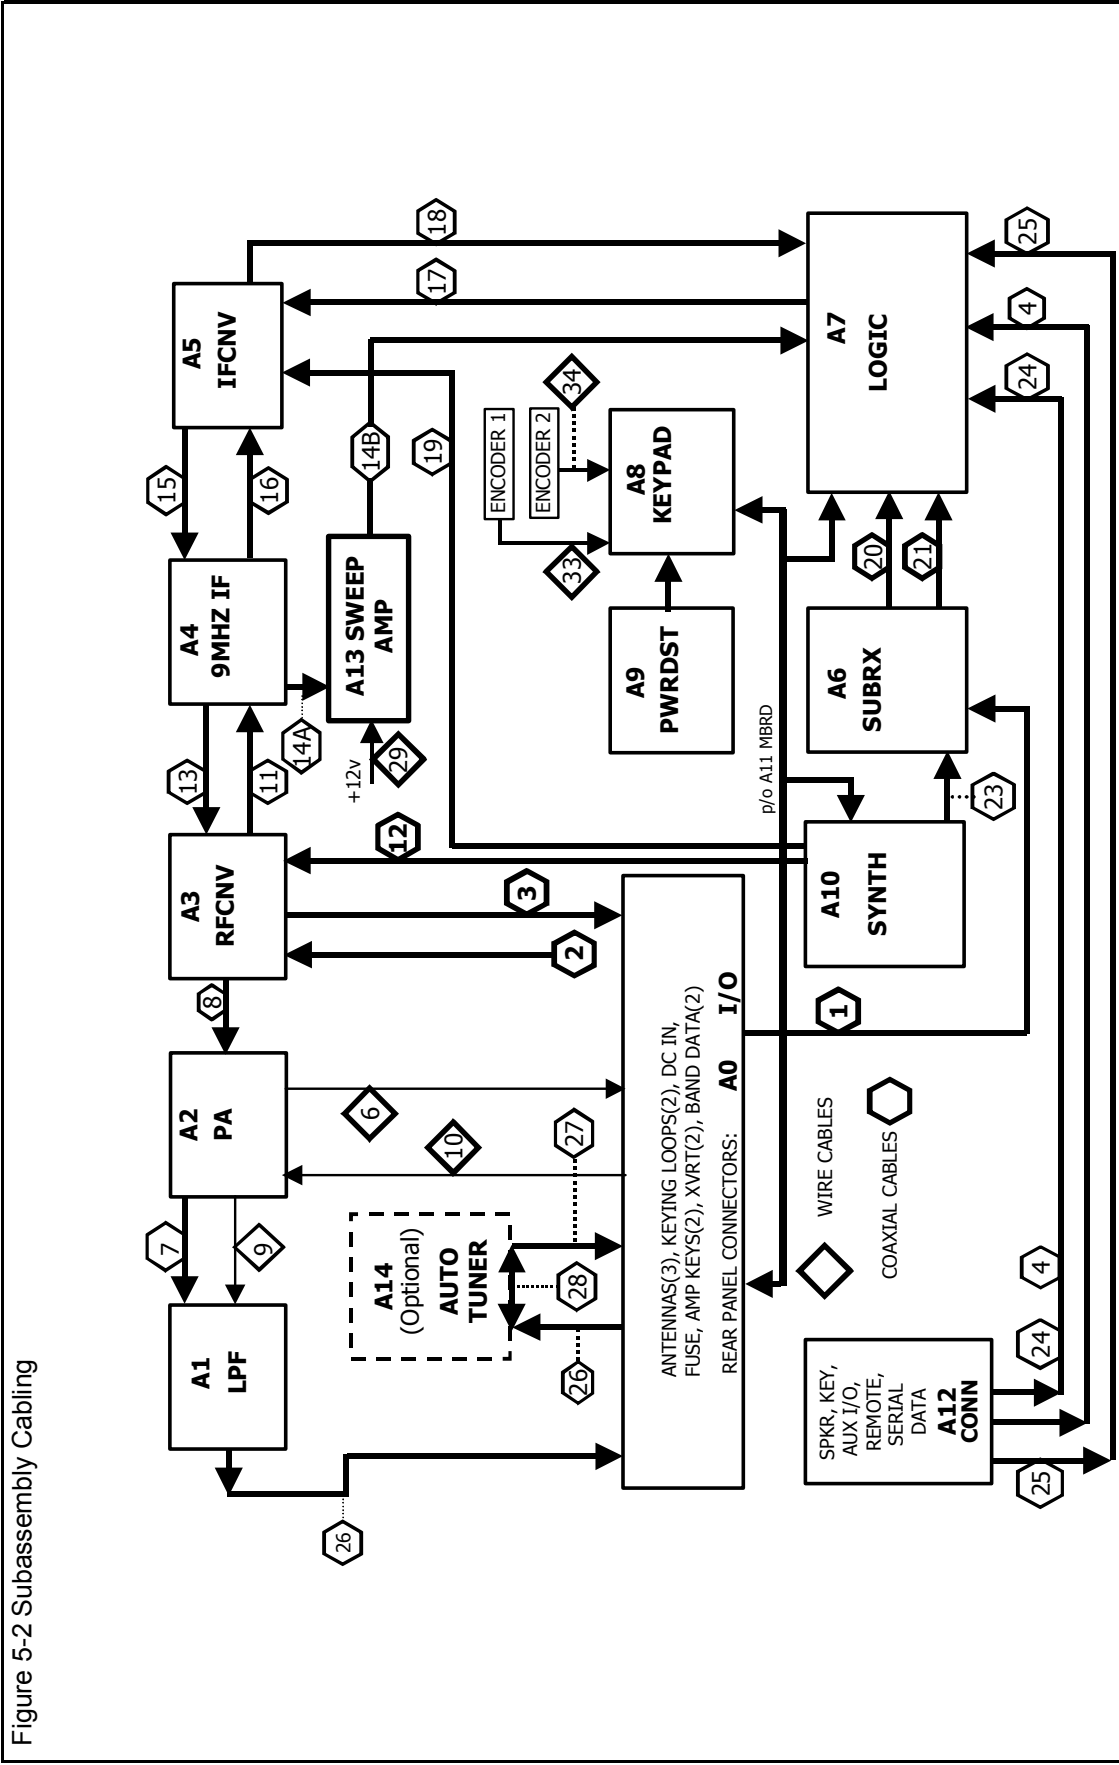 Figure 5-2 Subassembly Cabling
A1
LPF
A2
PA
A3
RFCNV
A4
9MHZ IF
A5
IFCNV
7
9
8
13
11
15
16
26
A14
(Optional)
AUTO
TUNER
26
28
27
10
6
2
3
12
14A
+12v
29
A13 SWEEP
AMP
14B
19
17
18
ENCODER 1
ENCODER 2
33
34
A9
PWRDST
A8
KEYPAD
ANTENNAS(3), KEYING LOOPS(2), DC IN,
FUSE, AMP KEYS(2), XVRT(2), BAND DATA(2)
REAR PANEL CONNECTORS: A0 I/O
p/o A11 MBRD
SPKR, KEY,
AUX I/O,
REMOTE,
SERIAL
DATA
A12
CONN
WIRE CABLES
COAXIAL CABLES
1
A10
SYNTH
23
A6
SUBRX
20
21
A7
LOGIC
25
24
4
24
4
25